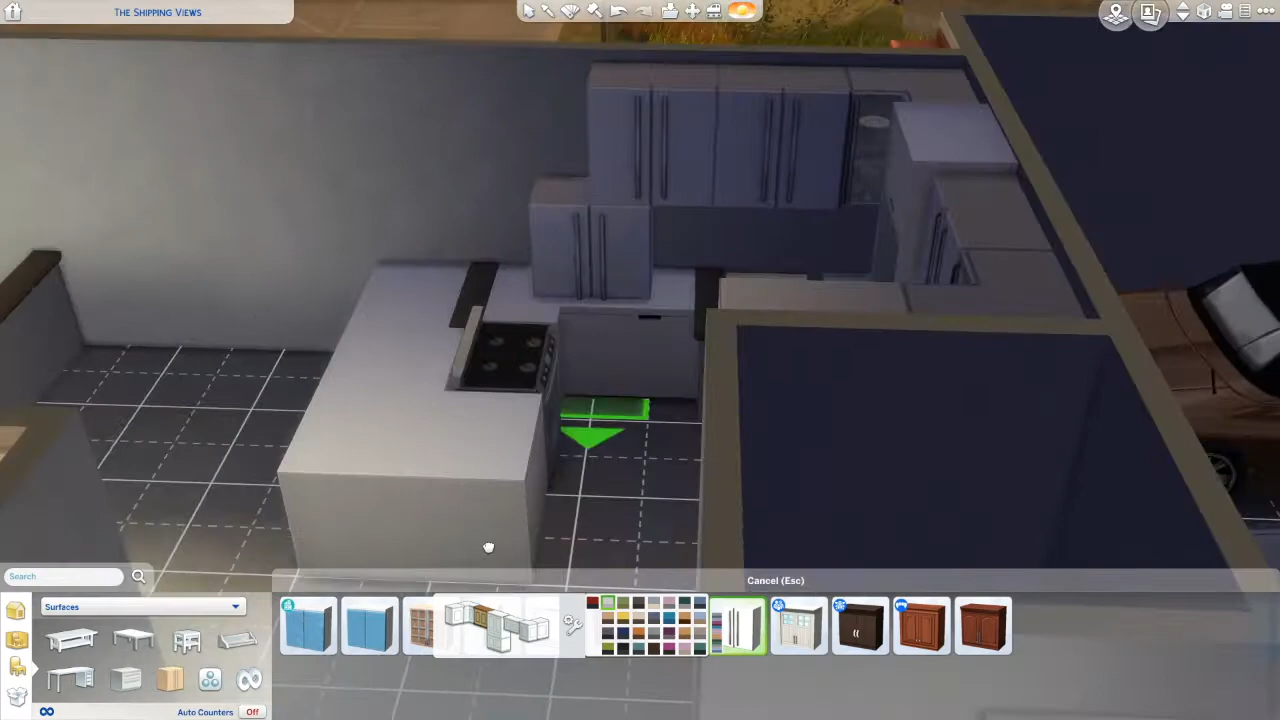 THE SHIPPING VIEWS
Cancel (Esc)
Search
Surfaces
Auto Counters Off